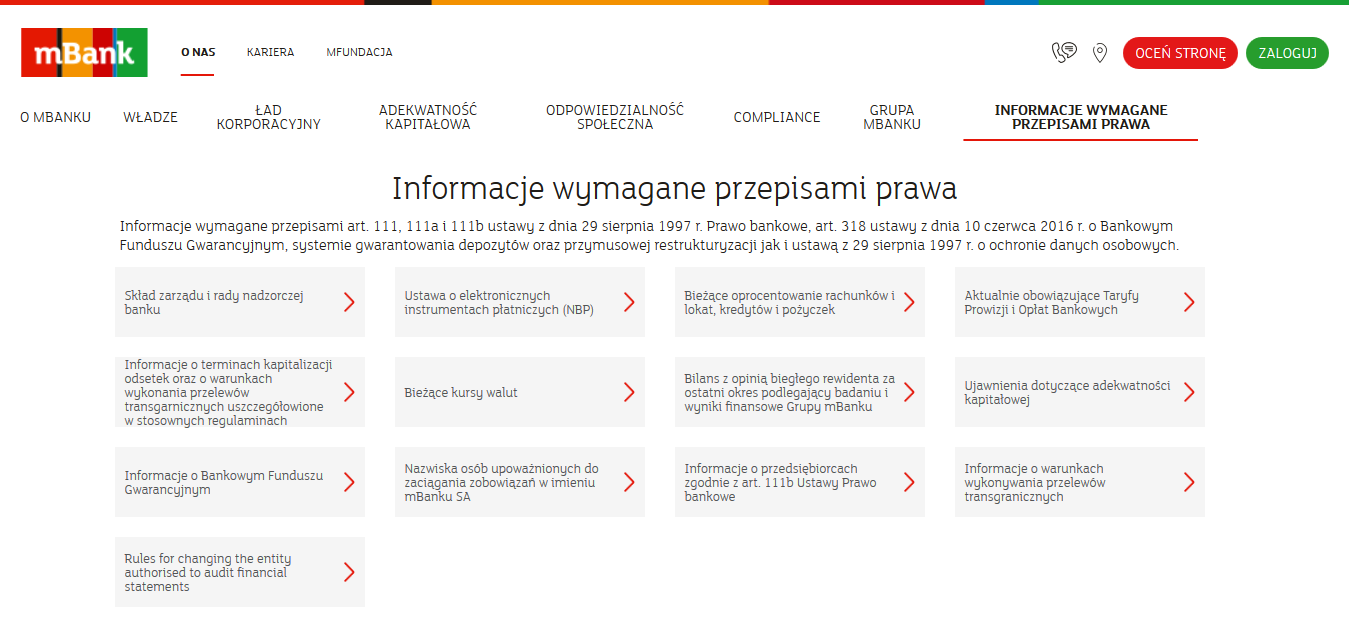 mBank
O NAS
KARIERA
MFUNDACJA
OCEŃ STRONĘ
ZALOGUJ
O MBANKU
WŁADZE
ŁAD
KORPORACYJNY
ADEKWATNOŚĆ
KAPITAŁOWA
ODPOWIEDZIALNOŚĆ
SPOŁECZNA
COMPLIANCE
GRUPA
MBANKU
INFORMACJE WYMAGANE
PRZEPISAMI PRAWA
Informacje wymagane przepisami prawa
Informacje wymagane przepisami art. 111, 111a i 111b ustawy z dnia 29 sierpnia 1997 r. Prawo bankowe, art. 318 ustawy z dnia 10 czerwca 2016 r. o Bankowym
Funduszu Gwarancyjnym, systemie gwarantowania depozytów oraz przymusowej restrukturyzacji jak i ustawą z 29 sierpnia 1997 r. o ochronie danych osobowych.
Skład zarządu i rady nadzorczej
banku
Ustawa o elektronicznych
instrumentach płatniczych (NBP)
Bieżące oprocentowanie rachunków i
lokat, kredytów i pożyczek
Aktualnie obowiązujące Taryfy
Prowizji i Opłat Bankowych
Informacje o terminach kapitalizacji
odsetek oraz o warunkach
wykonania przelewów
transgarnicznych uszczegółowione
w stosownych regulaminach
Bieżące kursy walut
Bilans z opinią biegłego rewidenta za
ostatni okres podlegający badaniu i
wyniki finansowe Grupy mBanku
Ujawnienia dotyczące adekwatności
kapitałowej
Informacje o Bankowym Funduszu
Gwarancyjnym
Nazwiska osób upoważnionych do
zaciągania zobowiązań w imieniu
mBanku SA
Informacje o przedsiębiorcach
zgodnie z art. 111b Ustawy Prawo
bankowe
Informacje o warunkach
wykonywania przelewów
transgranicznych
Rules for changing the entity
authorised to audit financial
statements